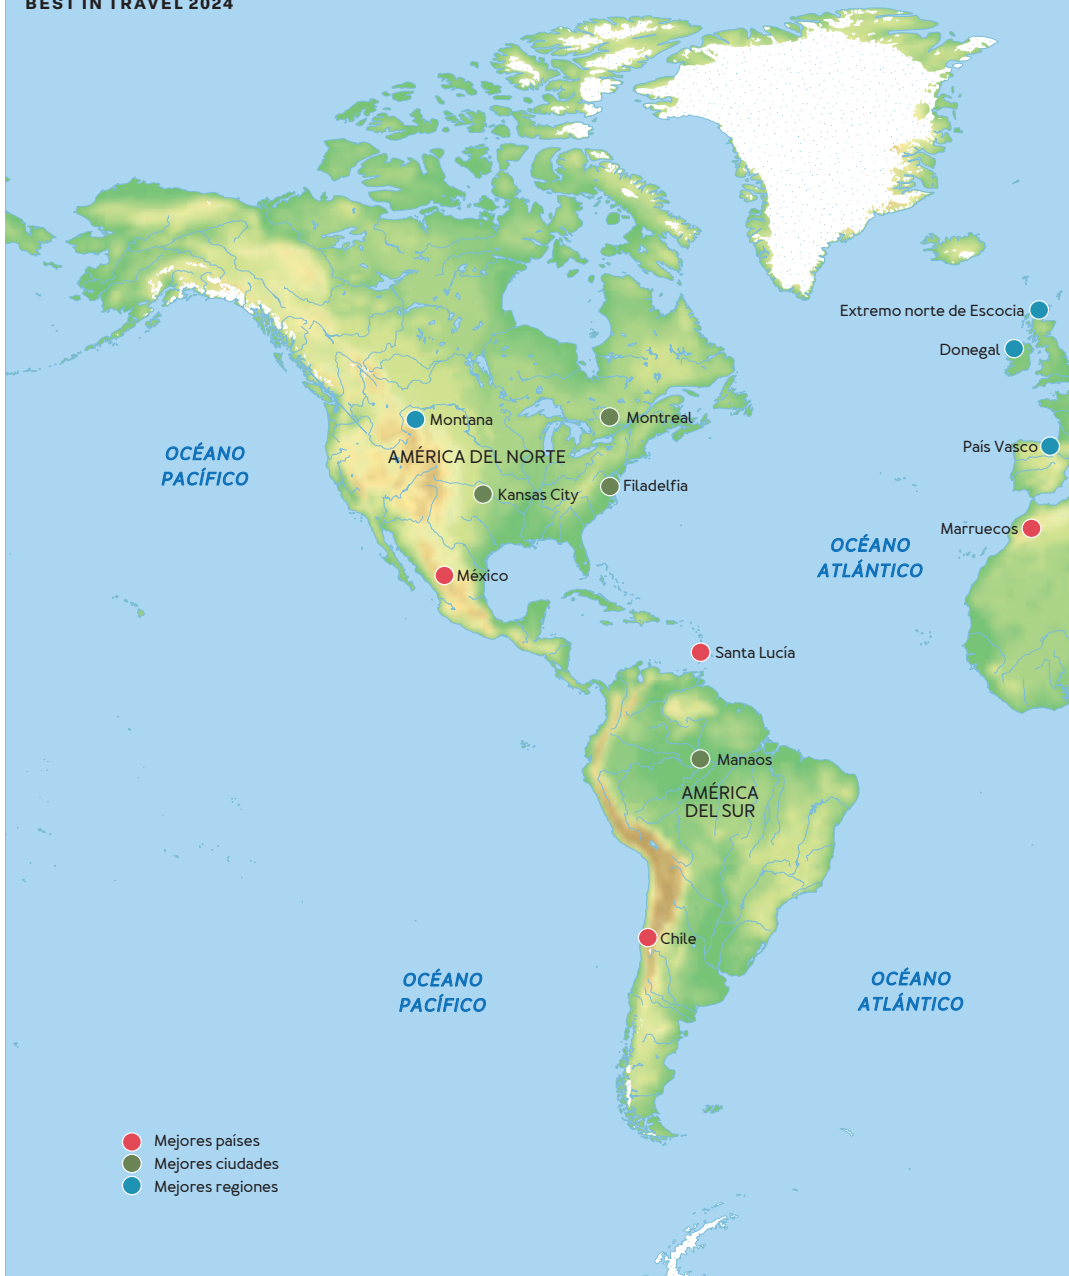 BEST IN TRAVEL 2024
Extremo norte de Escocia
Donegal
Montana
Montreal
OCÉANO
PACÍFICO
AMÉRICA DEL NORTE
País Vasco
Kansas City
Filadelfia
Marruecos
OCÉANO
ATLÁNTICO
México
Santa Lucía
Manaos
AMÉRICA
DEL SUR
Chile
OCÉANO
PACÍFICO
OCÉANO
ATLÁNTICO
Mejores países
Mejores ciudades
Mejores regiones